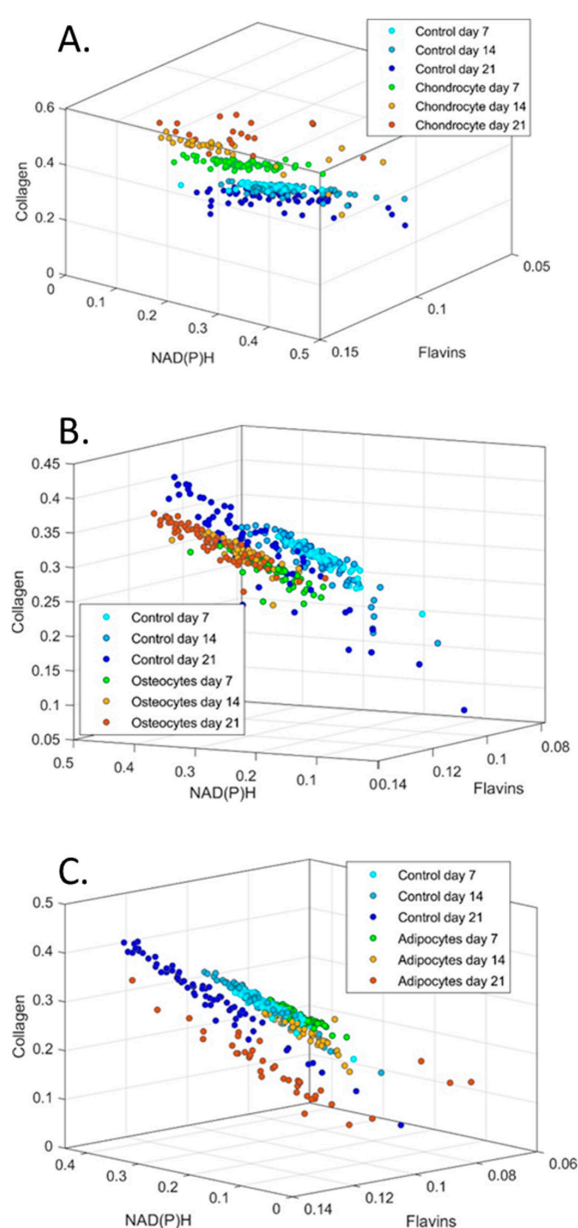 A.
Control day 7
Control day 14
Control day 21
Chondrocyte day 7
Chondrocyte day 14
Chondrocyte day 21
0.6
0.4
0.2
0
Collagen
0
0.1
0.2
0.3
0.4
0.5
NAD(P)H
0.15
0.1
0.05
Flavins
B.
0.45
0.4
0.35
0.3
0.25
0.2
0.15
0.1
0.05
Collagen
Control day 7
Control day 14
Control day 21
Osteocytes day 7
Osteocytes day 14
Osteocytes day 21
0.5
0.4
0.3
0.2
0.1
0
NAD(P)H
0.14
0.12
0.1
0.08
Flavins
C.
Control day 7
Control day 14
Control day 21
Adipocytes day 7
Adipocytes day 14
Adipocytes day 21
0.5
0.4
0.3
0.2
0.1
0
Collagen
0.4
0.3
0.2
0.1
0
NAD(P)H
0.14
0.12
0.1
0.08
0.06
Flavins